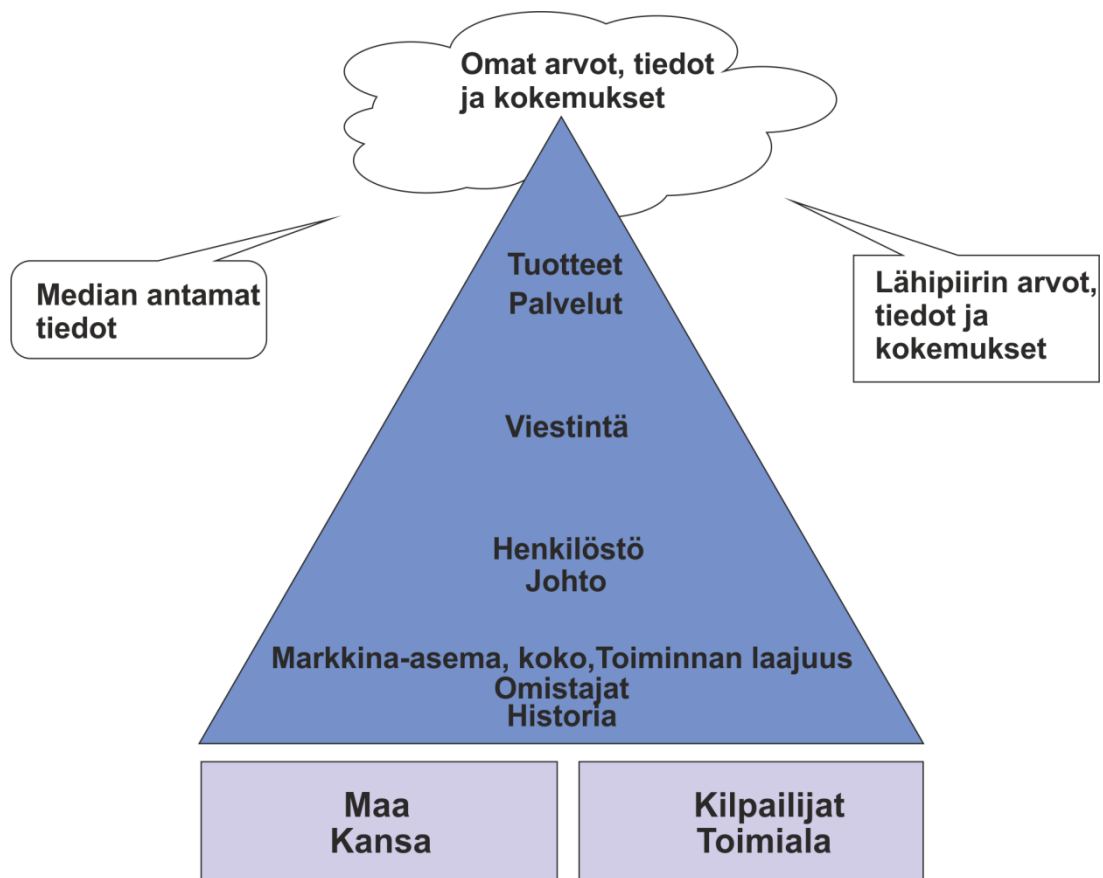 Omat arvot, tiedot
ja kokemukset
Median antamat
tiedot
Lähipiirin arvot,
tiedot ja
kokemukset
Tuotteet
Palvelut
Viestintä
Henkilöstö
Johto
Markkina-asema, koko,Toiminnan laajuus
Omistajat
Historia
Maa
Kansa
Kilpailijat
Toimiala